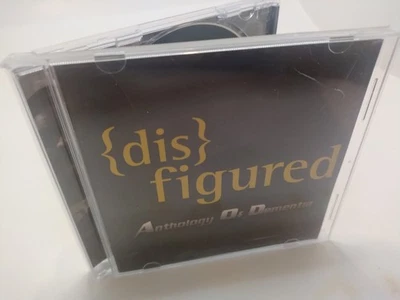 {dis}
figured
Anthology Of Dementia